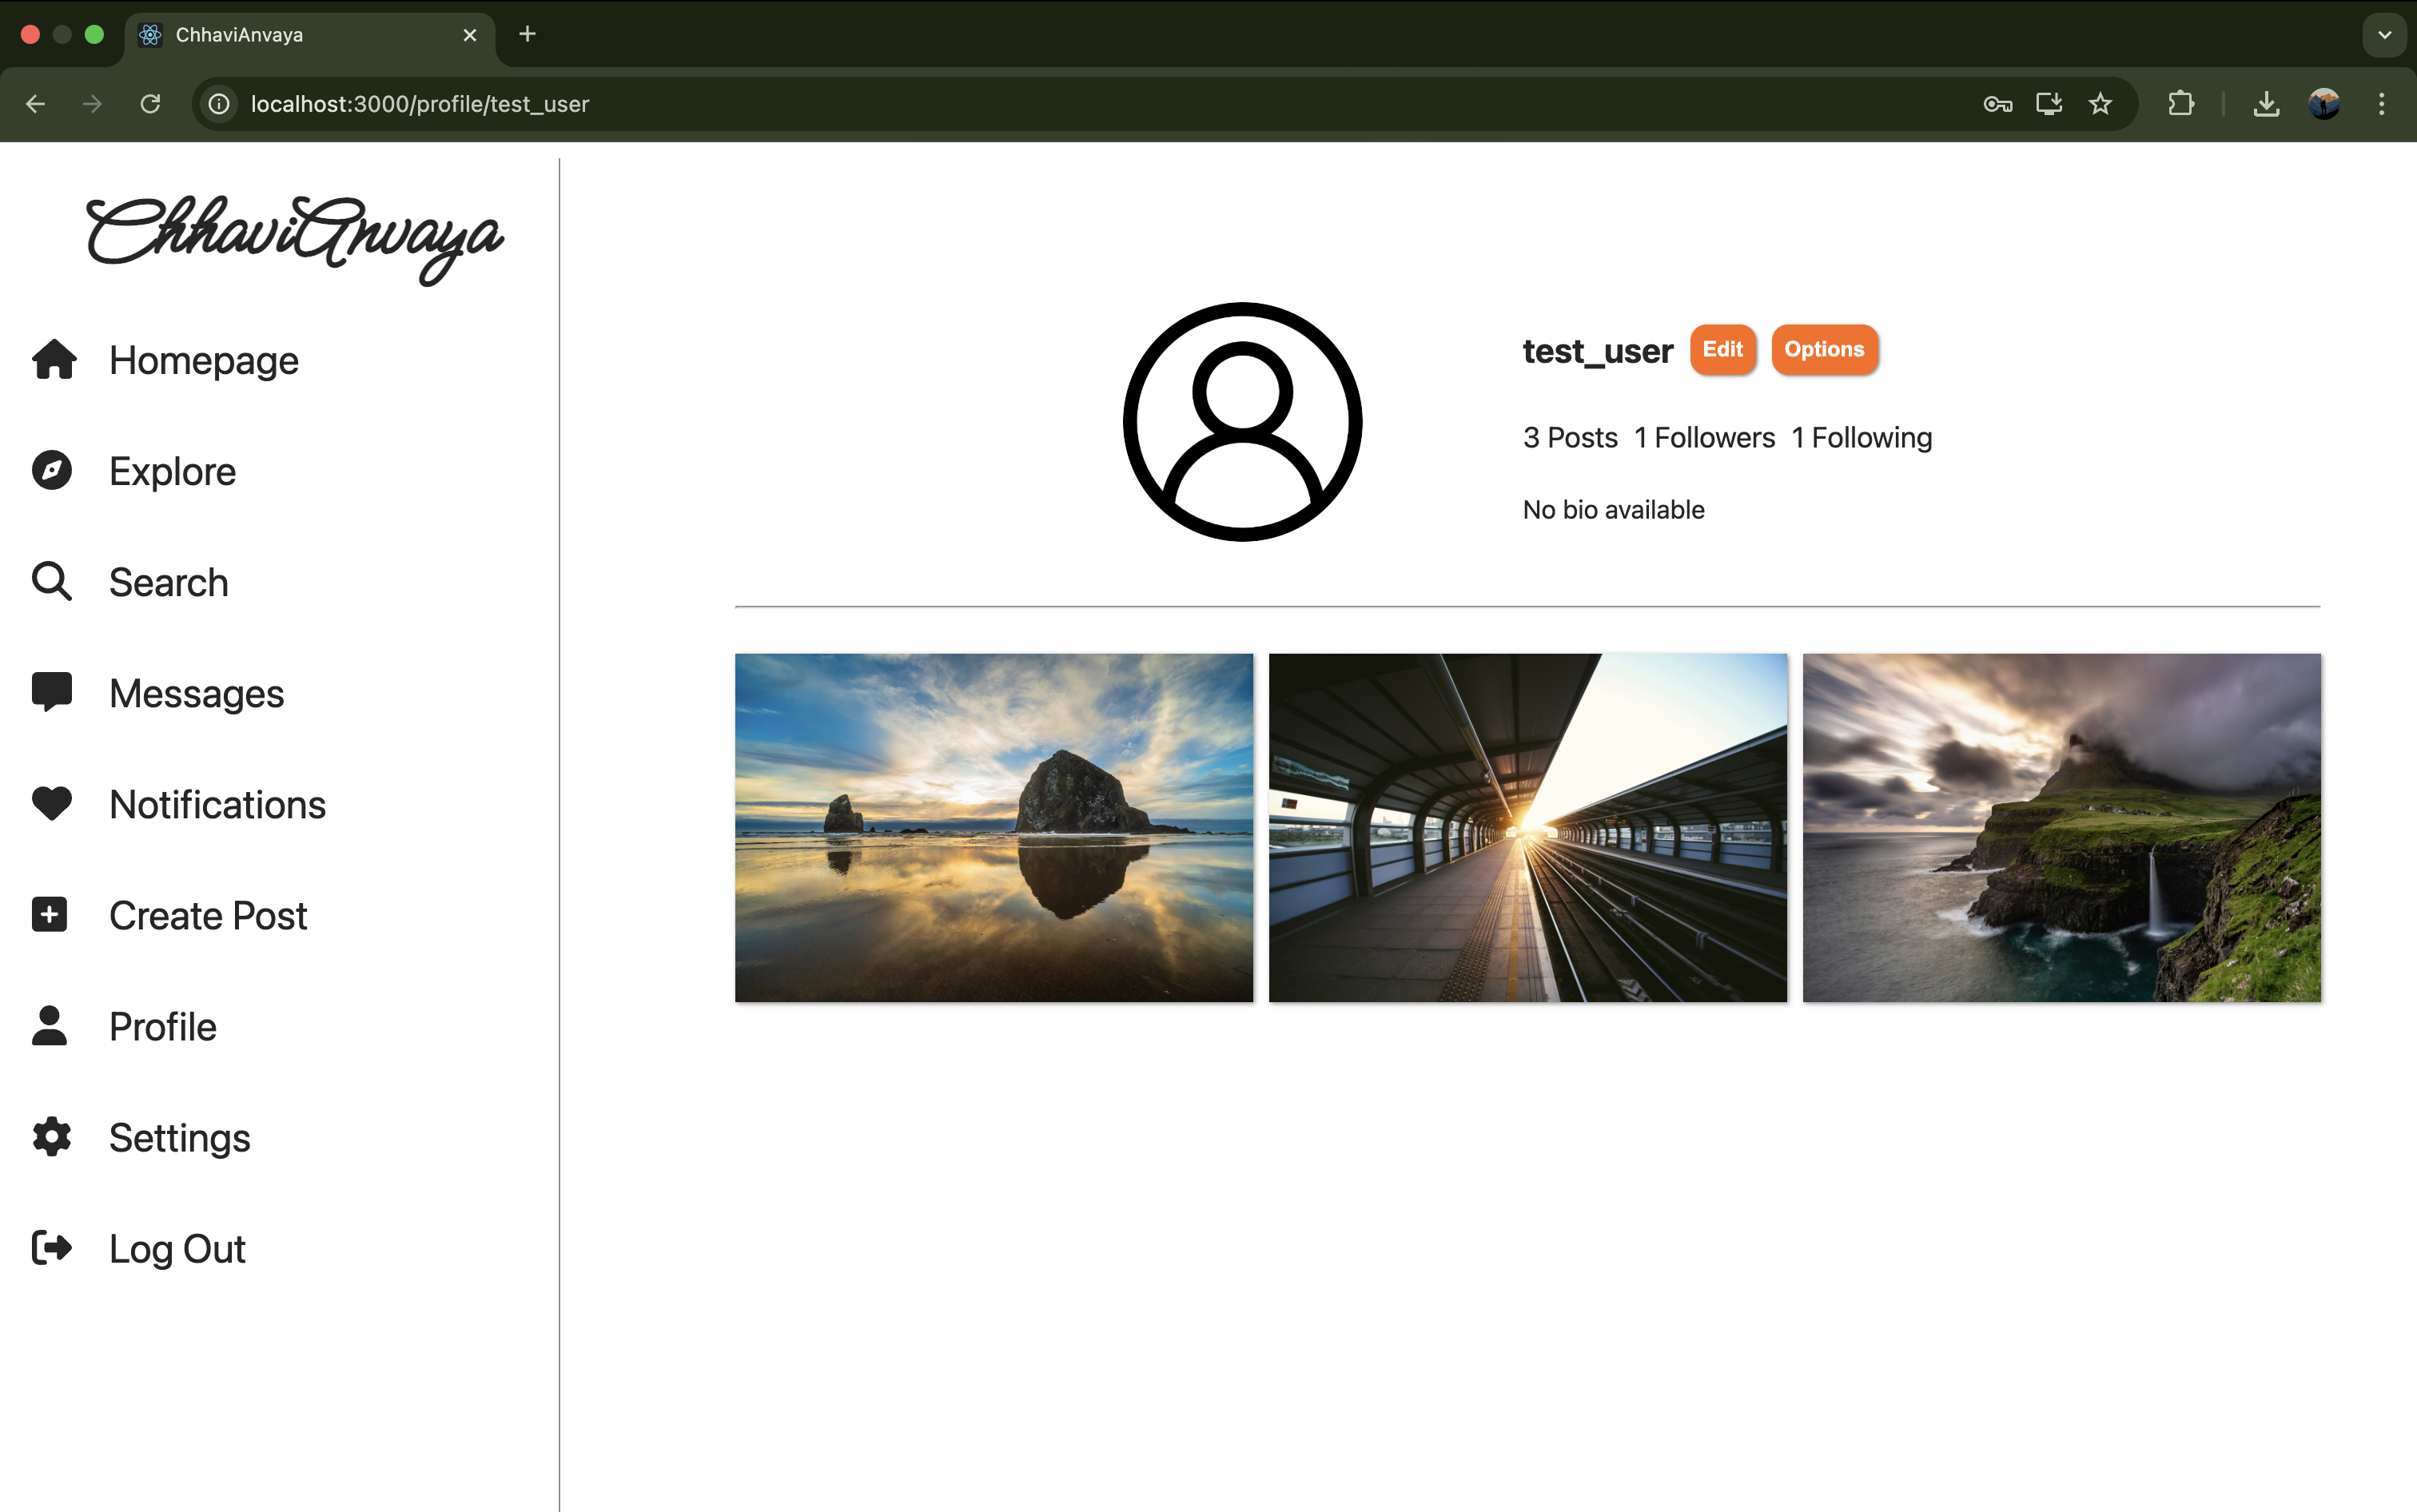 ChhaviAnvaya
localhost:3000/profile/test_user
ChhaviAnvaya
Homepage
Explore
Search
Messages
Notifications
Create Post
Profile
Settings
Log Out
test_user Edit Options
3 Posts 1 Followers 1 Following
No bio available